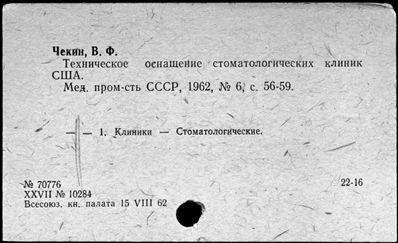 Чекин, В. Ф.
Техническое оснащение стоматологических клиник
США.
Мед. пром-сть СССР, 1962, № 6, с. 56-59.
— 1. Клиники — Стоматологические.
№ 70776
22-16
XXVII № 10284
Всесоюз. кн. палата 15 VIII 62